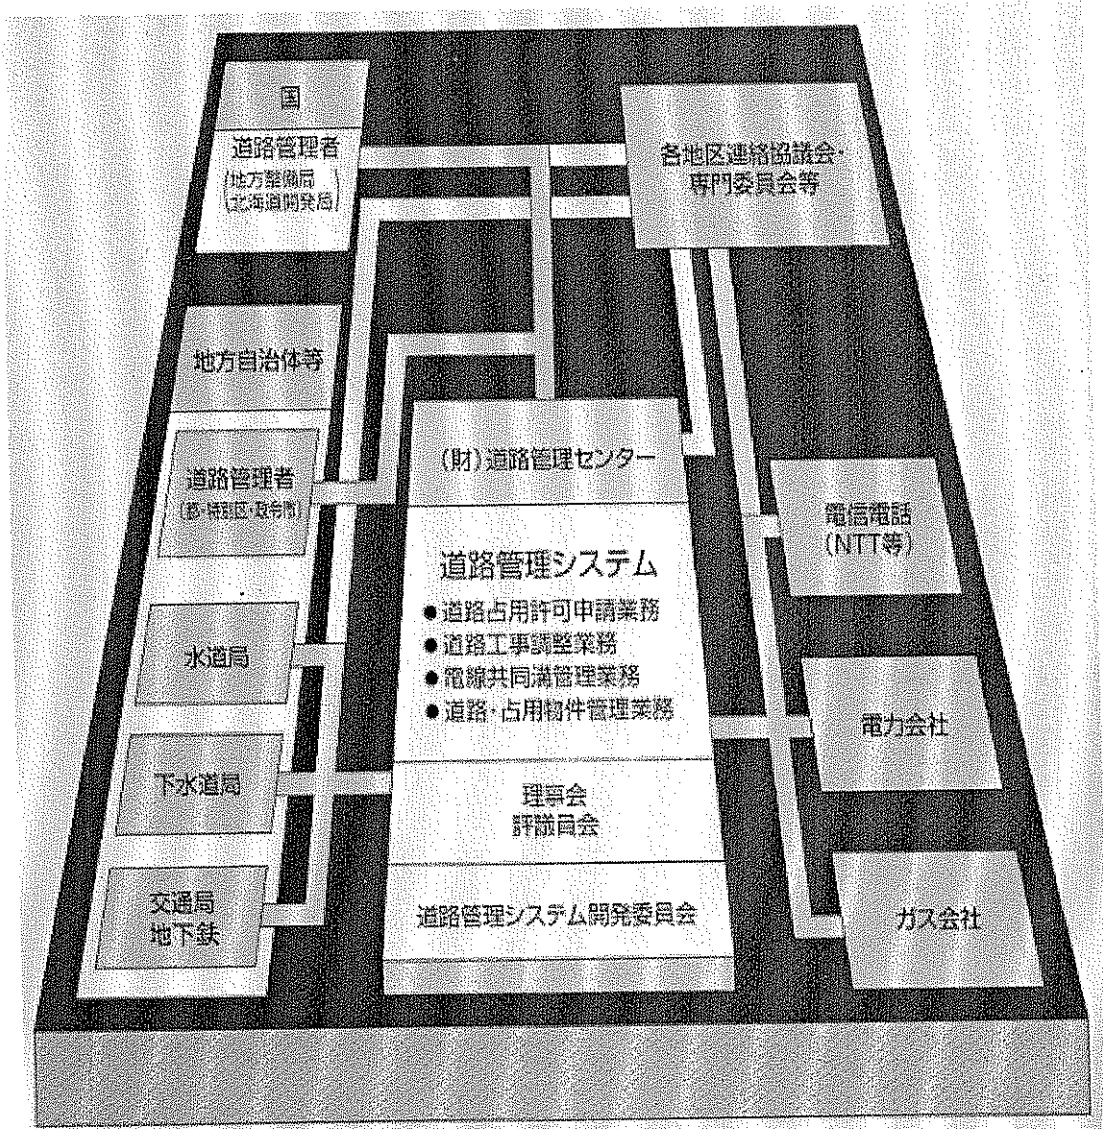 国
道路管理者
(地方整備局
北海道開発局)
各地区連絡協議会・
専門委員会等
地方自治体等
道路管理者
(都・特別区・政令市)
水道局
下水道局
交通局
地下鉄
(財)道路管理センター
道路管理システム
●道路占用許可申請業務
●道路工事調整業務
●電線共同溝管理業務
●道路・占用物件管理業務
理事会
評議員会
道路管理システム開発委員会
電信電話
(NTT等)
電力会社
ガス会社